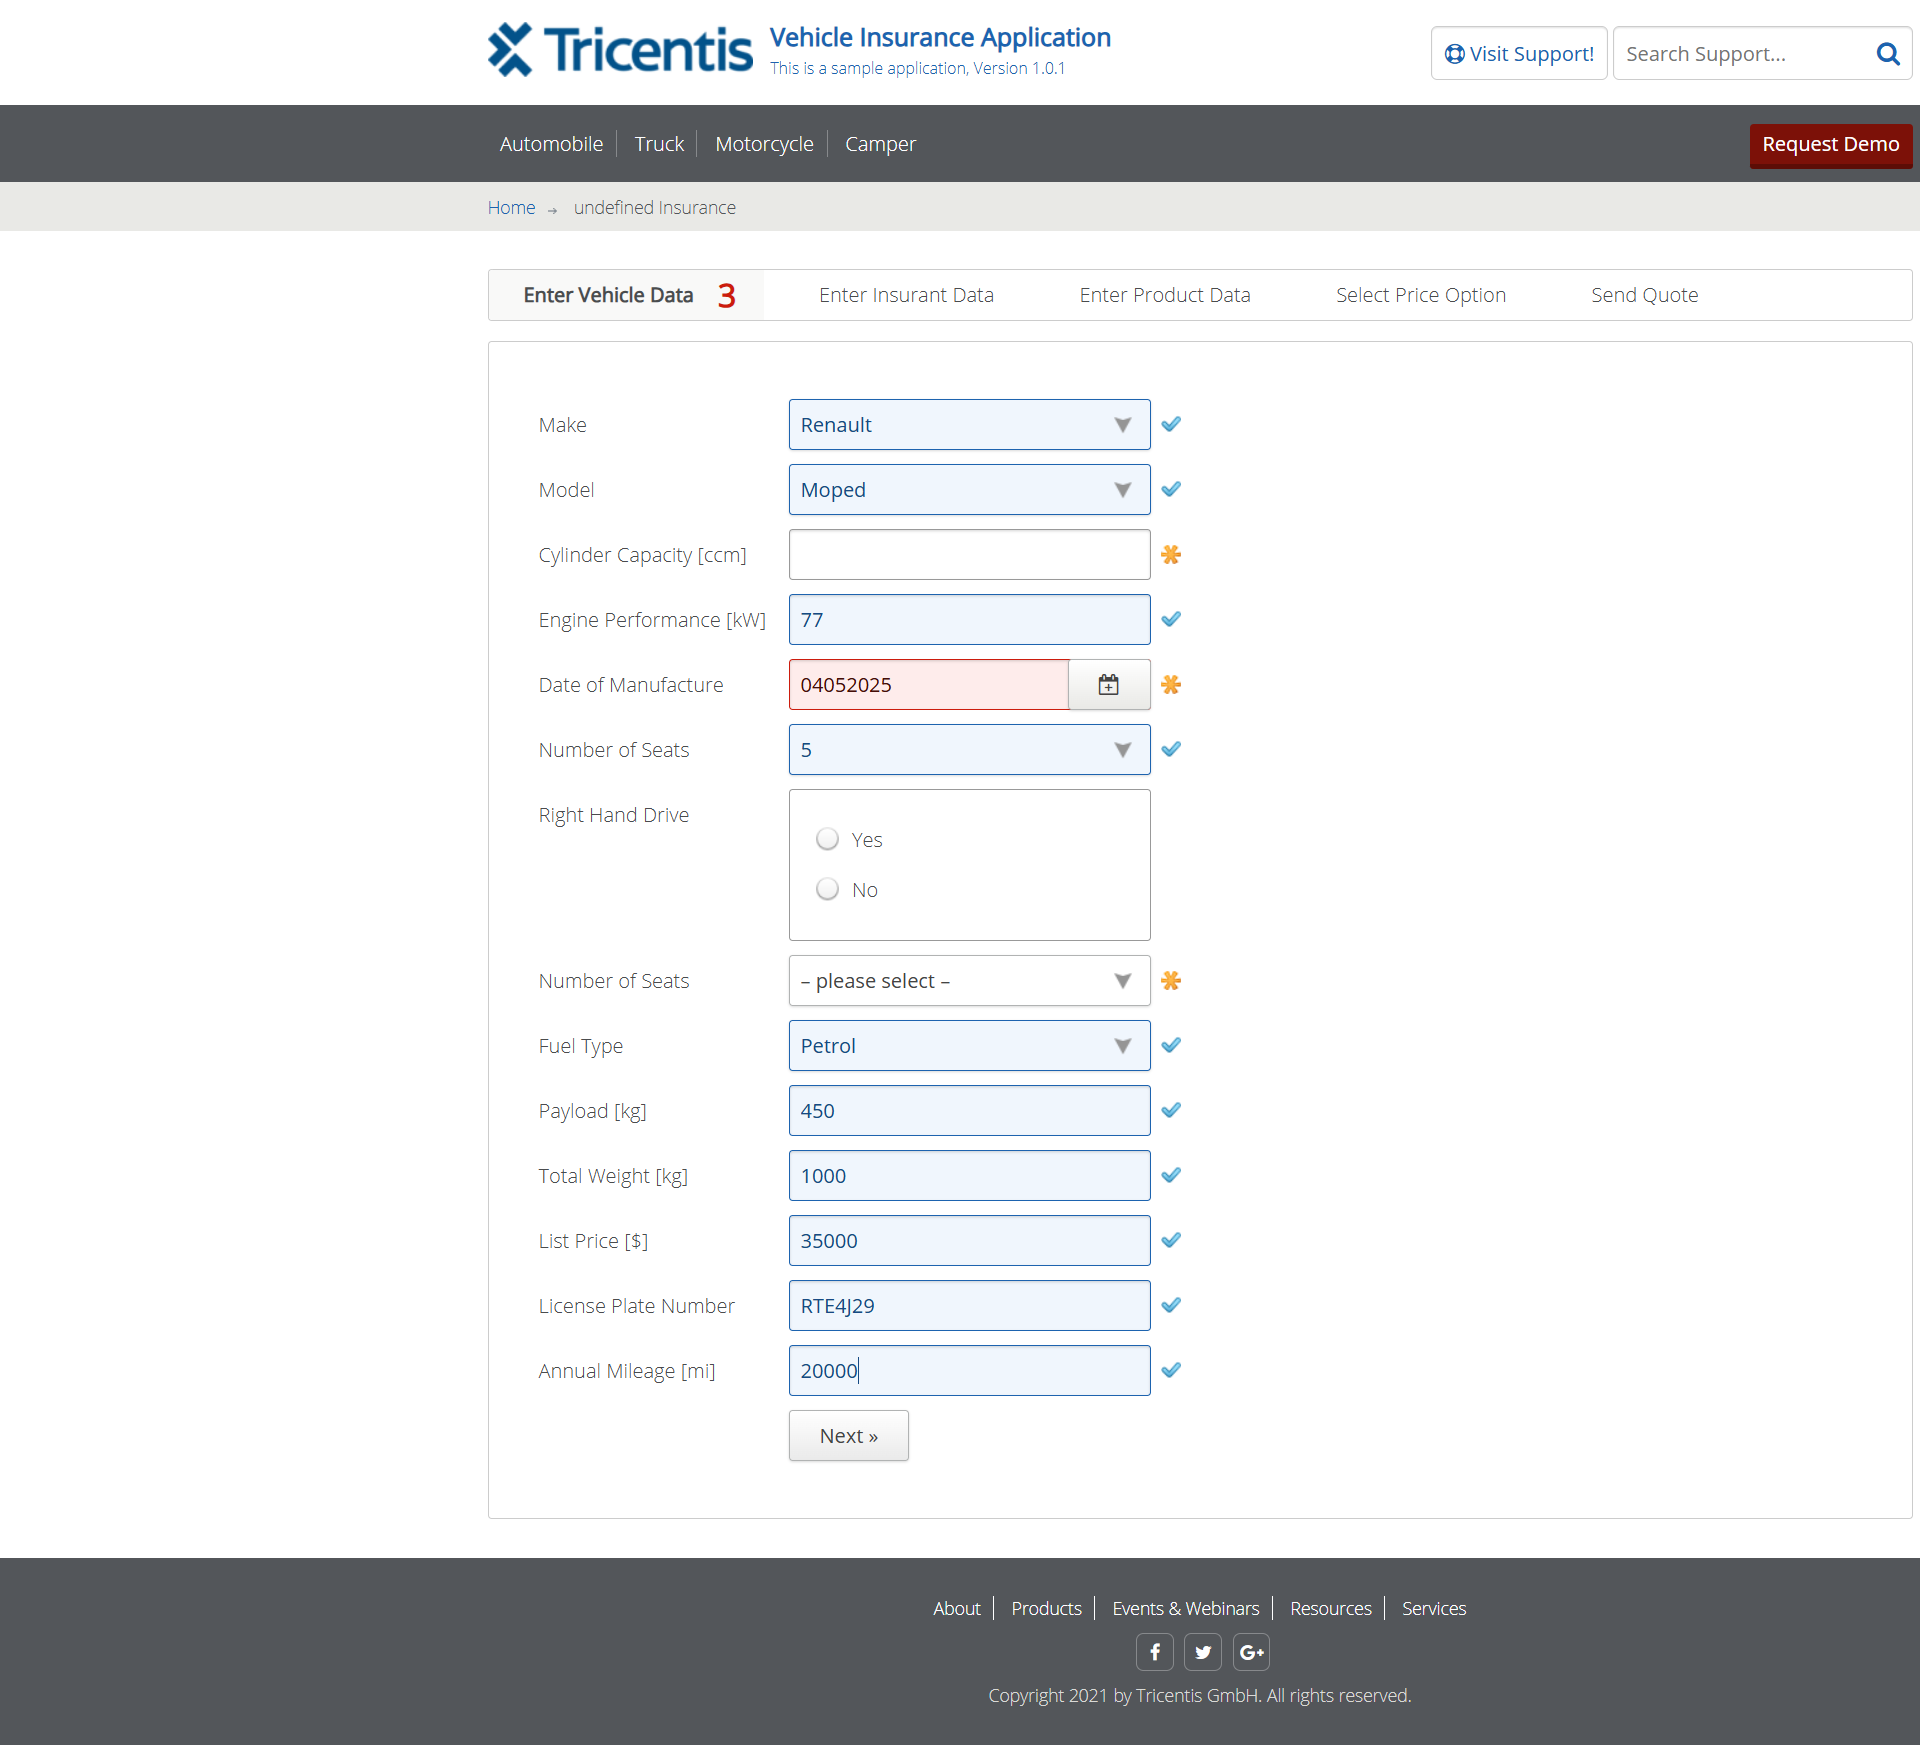 Tricentis
Vehicle Insurance Application
This is a sample application, Version 1.0.1
Visit Support!
Search Support...
Automobile
Truck
Motorcycle
Camper
Request Demo
Home → undefined Insurance
Enter Vehicle Data 3
Enter Insurant Data
Enter Product Data
Select Price Option
Send Quote
Make
Renault
Model
Moped
Cylinder Capacity [ccm]
Engine Performance [kW]
77
Date of Manufacture
04052025
Number of Seats
5
Right Hand Drive
Yes
No
Number of Seats
– please select –
Fuel Type
Petrol
Payload [kg]
450
Total Weight [kg]
1000
List Price [$]
35000
License Plate Number
RTE4J29
Annual Mileage [mi]
20000
Next »
About
Products
Events & Webinars
Resources
Services
f
G+
Copyright 2021 by Tricentis GmbH. All rights reserved.